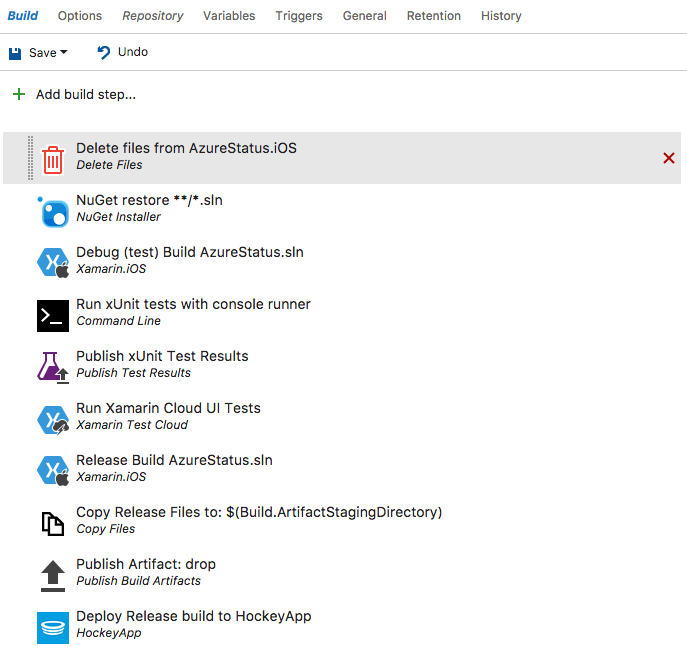 Build Options Repository Variables Triggers General Retention History
Save Undo
Add build step...
Delete files from AzureStatus.iOS
Delete Files
NuGet restore **/*.sln
NuGet Installer
Debug (test) Build AzureStatus.sln
Xamarin.iOS
Run xUnit tests with console runner
Command Line
Publish xUnit Test Results
Publish Test Results
Run Xamarin Cloud UI Tests
Xamarin Test Cloud
Release Build AzureStatus.sln
Xamarin.iOS
Copy Release Files to: $(Build.ArtifactStagingDirectory)
Copy Files
Publish Artifact: drop
Publish Build Artifacts
Deploy Release build to HockeyApp
HockeyApp